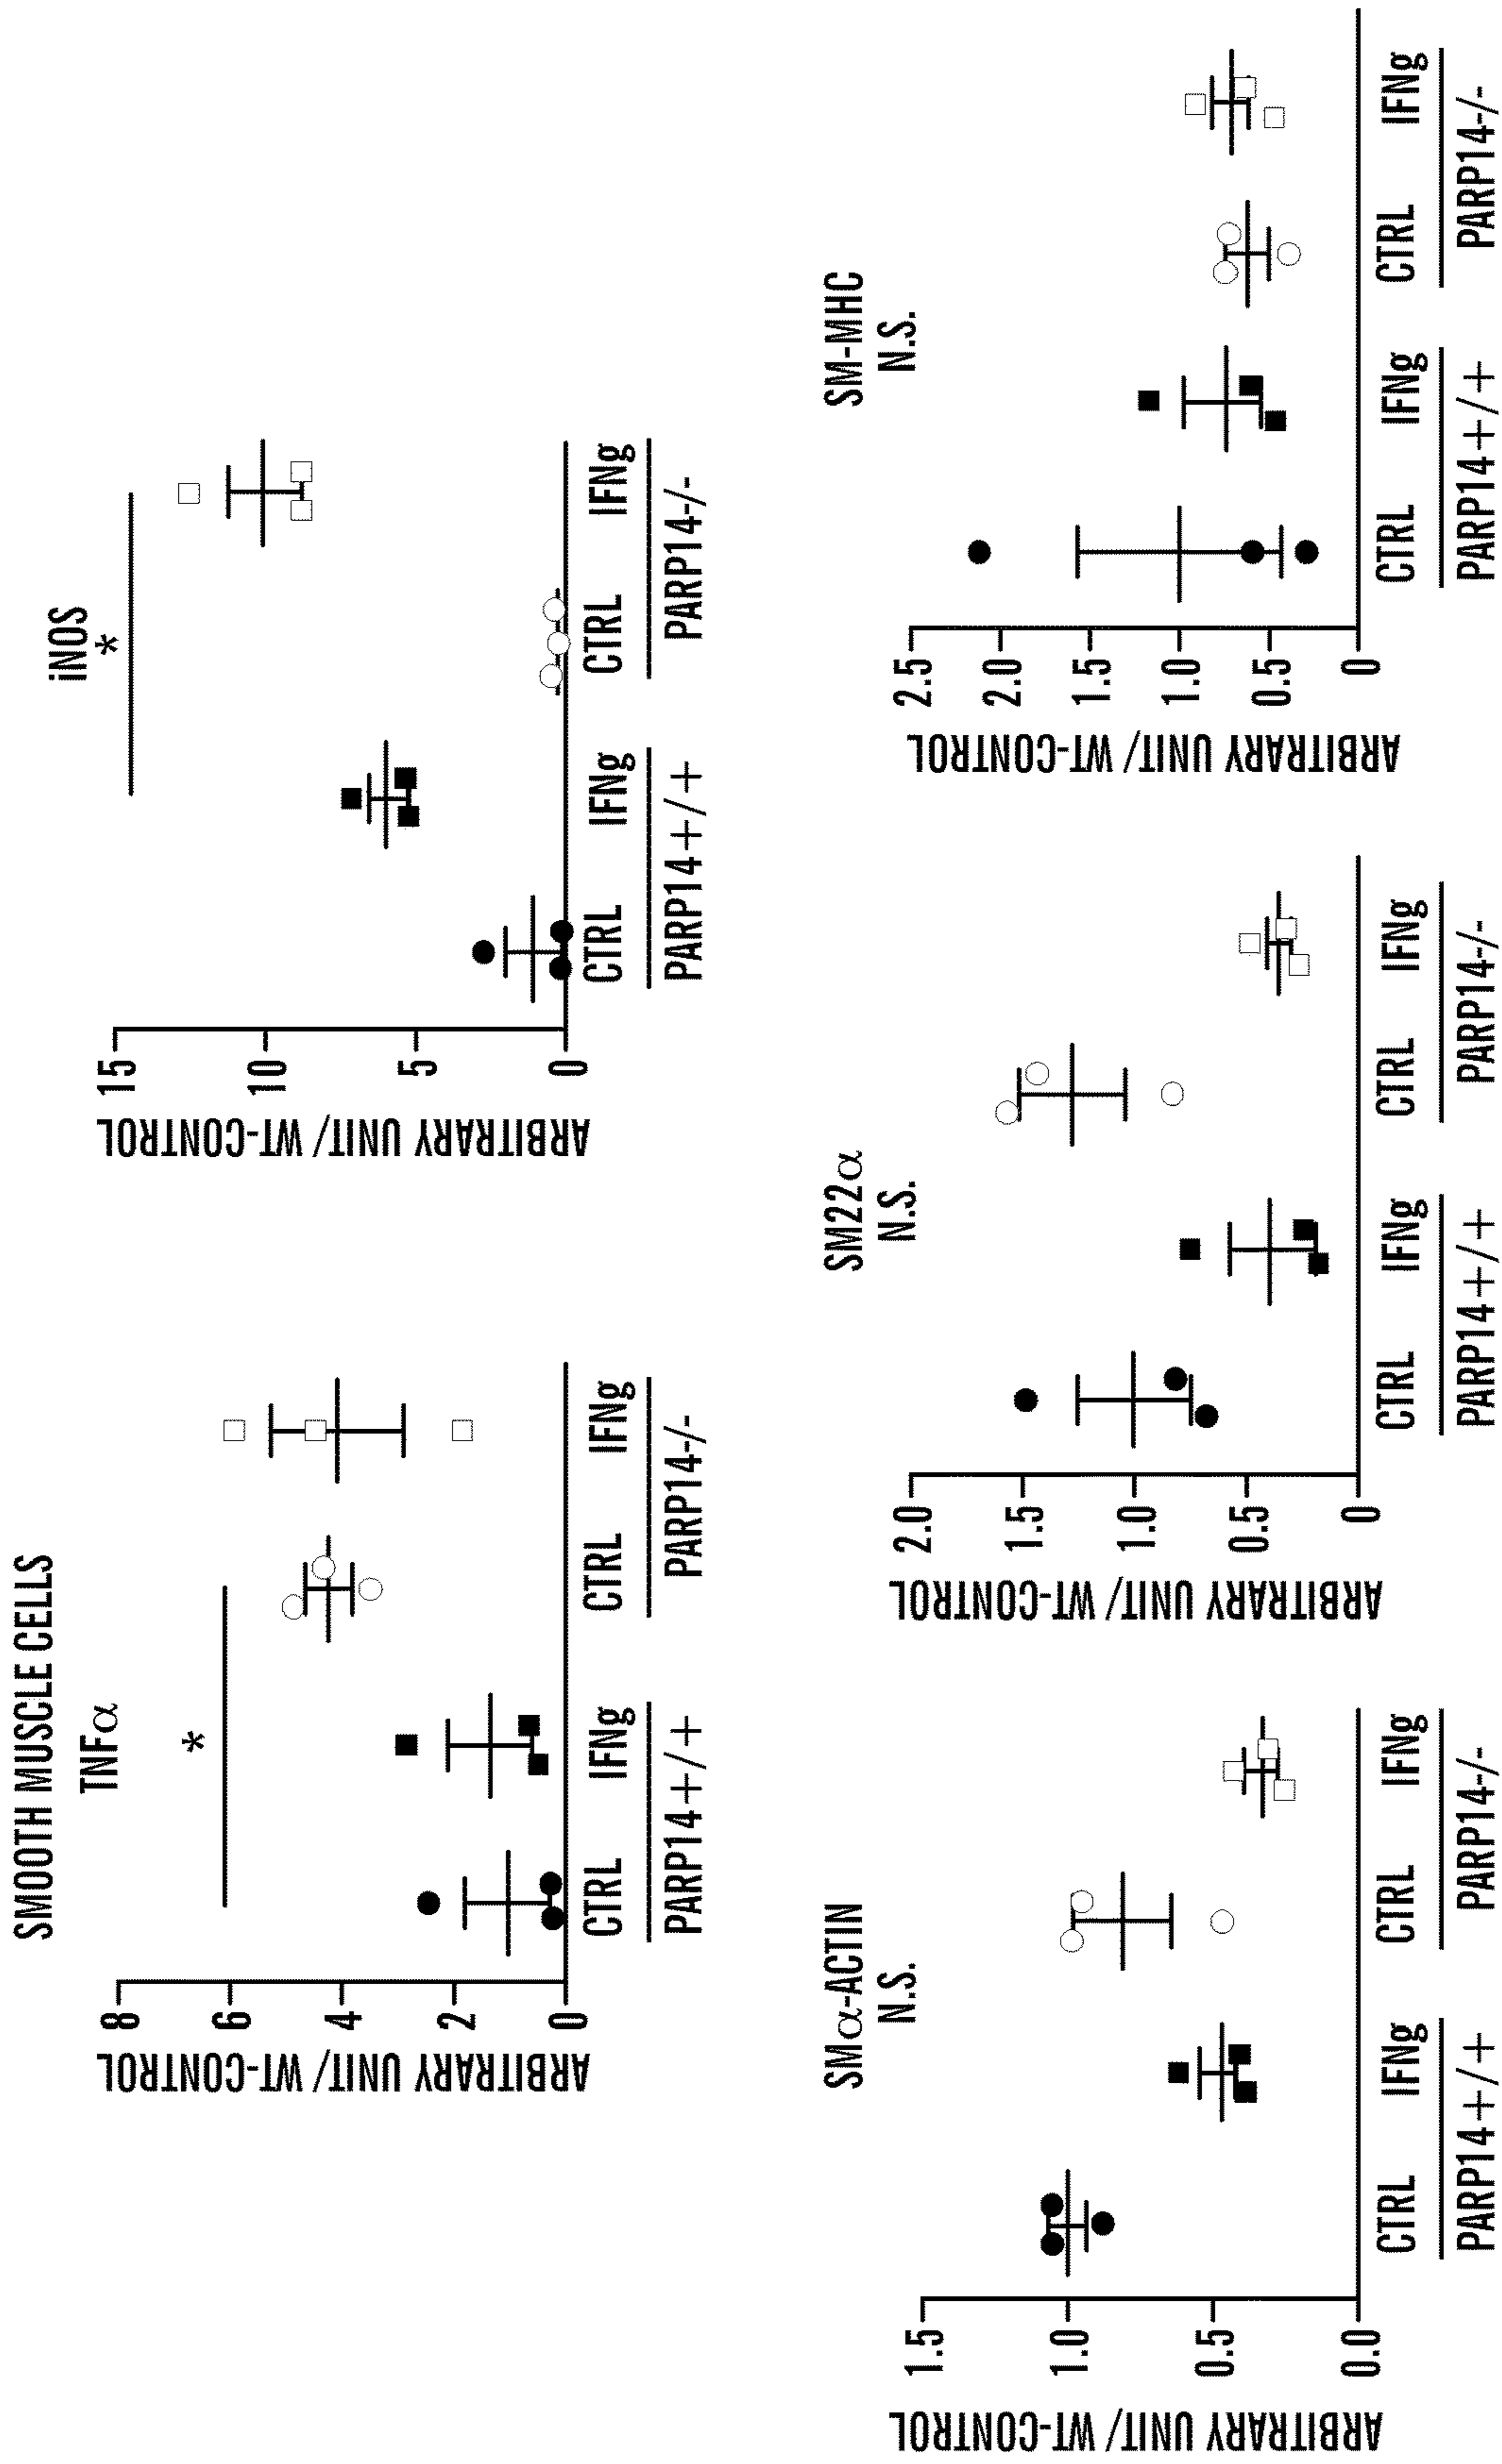 SMOOTH MUSCLE CELLS
TNFα
*
ARBITRARY UNIT/ WT-CONTROL
8
6
4
2
0
CTRL IFNg CTRL IFNg
PARP14+/+ PARP14-/-
iNOS
*
ARBITRARY UNIT/ WT-CONTROL
15
10
5
0
CTRL IFNg CTRL IFNg
PARP14+/+ PARP14-/-
SMα-ACTIN
N.S.
ARBITRARY UNIT/ WT-CONTROL
1.5
1.0
0.5
0.0
CTRL IFNg CTRL IFNg
PARP14+/+ PARP14-/-
SM22α
N.S.
ARBITRARY UNIT/ WT-CONTROL
2.0
1.5
1.0
0.5
0
CTRL IFNg CTRL IFNg
PARP14+/+ PARP14-/-
SM-MHC
N.S.
ARBITRARY UNIT/ WT-CONTROL
2.5
2.0
1.5
1.0
0.5
0
CTRL IFNg CTRL IFNg
PARP14+/+ PARP14-/-